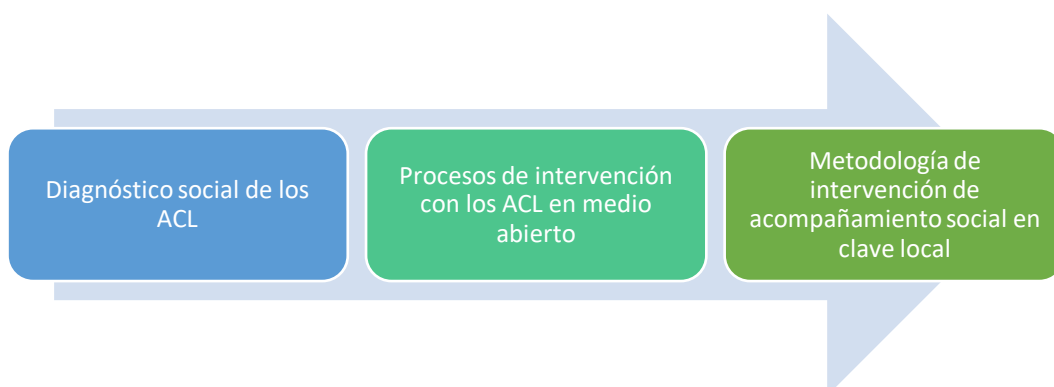 Diagnóstico social de los
ACL
Procesos de intervención
con los ACL en medio
abierto
Metodología de
intervención de
acompañamiento social en
clave local